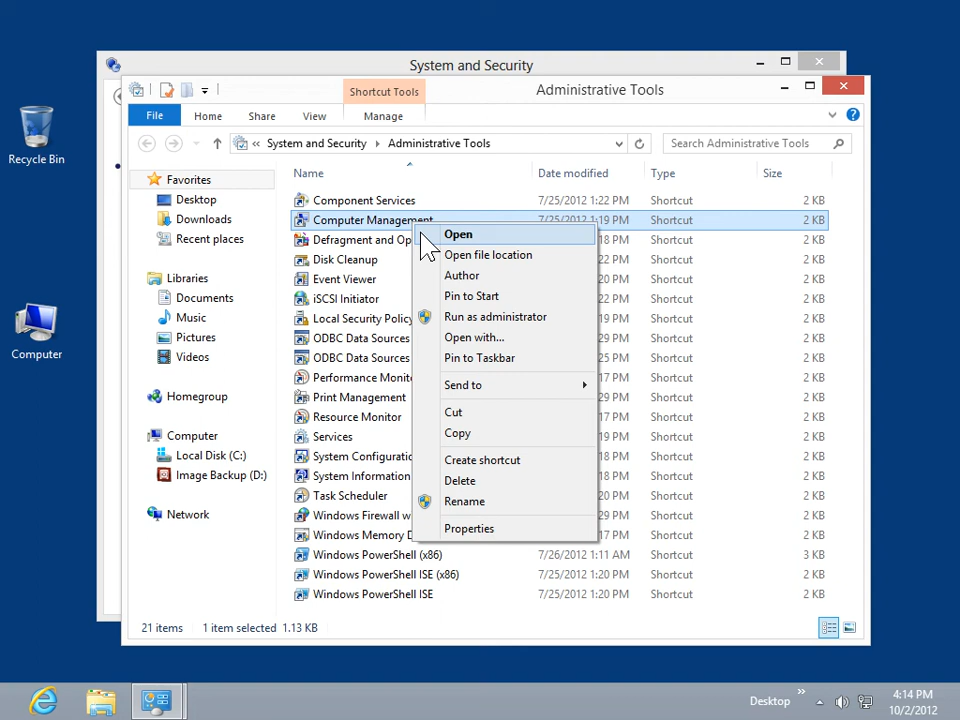 System and Security
Shortcut Tools
Administrative Tools
File
Home
Share
View
Manage
« System and Security
Administrative Tools
Search Administrative Tools
Name
Date modified
Type
Size
Recycle Bin
Computer
Favorites
Desktop
Downloads
Recent places
Libraries
Documents
Music
Pictures
Videos
Homegroup
Computer
Local Disk (C:)
Image Backup (D:)
Network
Component Services 7/25/2012 1:22 PM Shortcut 2 KB
Computer Management 7/25/2012 1:19 PM Shortcut 2 KB
Defragment and Op PM Shortcut 2 KB
Disk Cleanup 22 PM Shortcut 2 KB
Event Viewer 18 PM Shortcut 2 KB
iSCSI Initiator 22 PM Shortcut 2 KB
Local Security Policy 17 PM Shortcut 2 KB
ODBC Data Sources 29 PM Shortcut 2 KB
ODBC Data Sources 25 PM Shortcut 2 KB
Performance Monit 17 PM Shortcut 2 KB
Print Management 29 PM Shortcut 2 KB
Resource Monitor 17 PM Shortcut 2 KB
Services 19 PM Shortcut 2 KB
System Configuratio 17 PM Shortcut 2 KB
System Information 17 PM Shortcut 2 KB
Task Scheduler PM Shortcut 2 KB
Windows Firewall w PM Shortcut 2 KB
Windows Memory D 17 PM Shortcut 2 KB
Windows PowerShell (x86) 7/26/2012 1:11 AM Shortcut 3 KB
Windows PowerShell ISE (x86) 7/25/2012 1:20 PM Shortcut 2 KB
Windows PowerShell ISE 7/25/2012 1:20 PM Shortcut 2 KB
Open
Open file location
Author
Pin to Start
Run as administrator
Open with...
Pin to Taskbar
Send to
Cut
Copy
Create shortcut
Delete
Rename
Properties
21 items
1 item selected 1.13 KB
Desktop
4:14 PM
10/2/2012